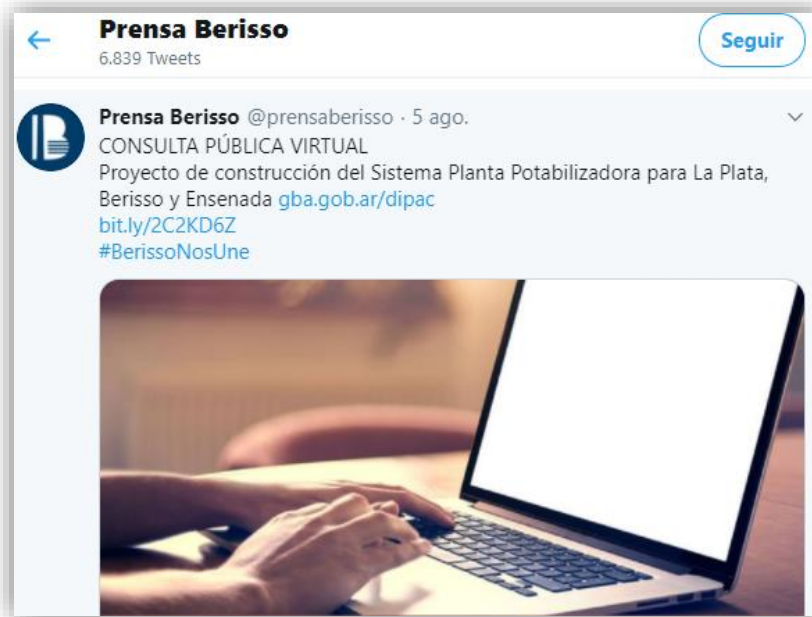 Prensa Berisso
6.839 Tweets
Seguir
Prensa Berisso @prensaberisso · 5 ago.
CONSULTA PÚBLICA VIRTUAL
Proyecto de construcción del Sistema Planta Potabilizadora para La Plata,
Berisso y Ensenada gba.gob.ar/dipac
bit.ly/2C2KD6Z
#BerissoNosUne